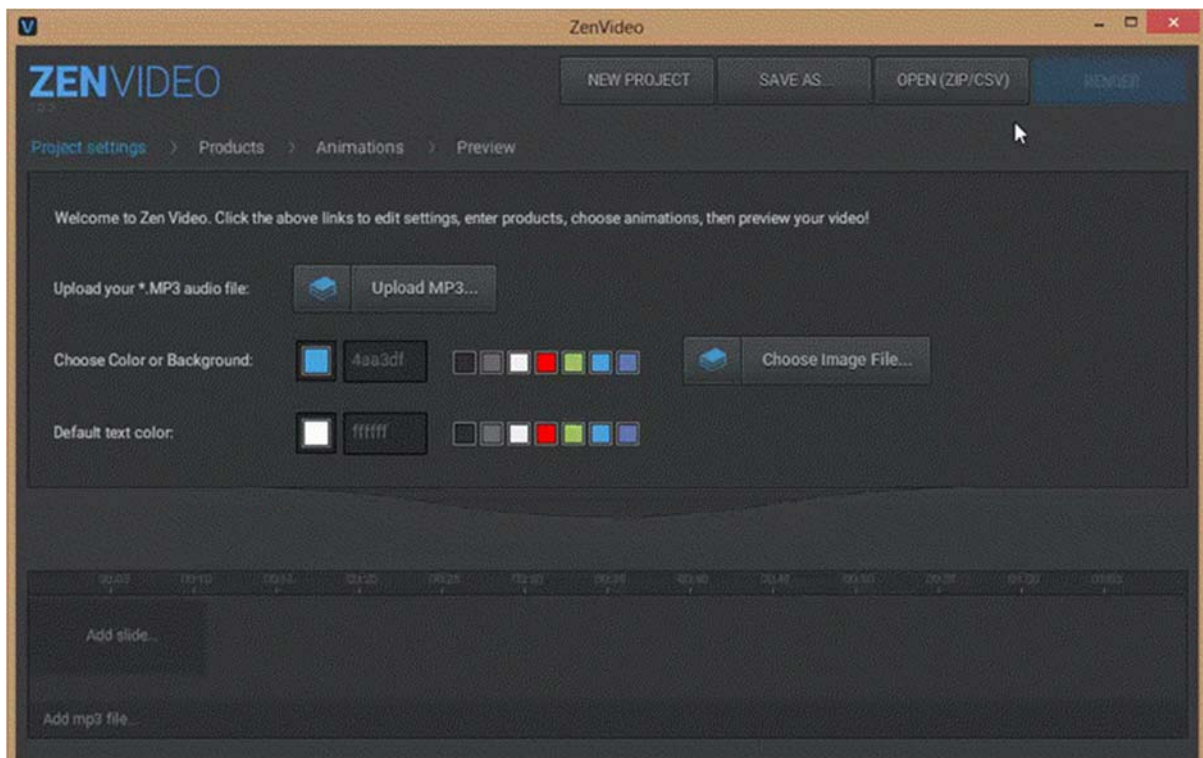 V
ZenVideo
ZENVIDEO
NEW PROJECT
SAVE AS...
OPEN (ZIP/CSV)
RENDER
Project settings > Products > Animations > Preview
Welcome to Zen Video. Click the above links to edit settings, enter products, choose animations, then preview your video!
Upload your *.MP3 audio file:
Upload MP3...
Choose Color or Background:
4aa3df
Choose Image File...
Default text color:
ffffff
Add slide...
Add mp3 file...